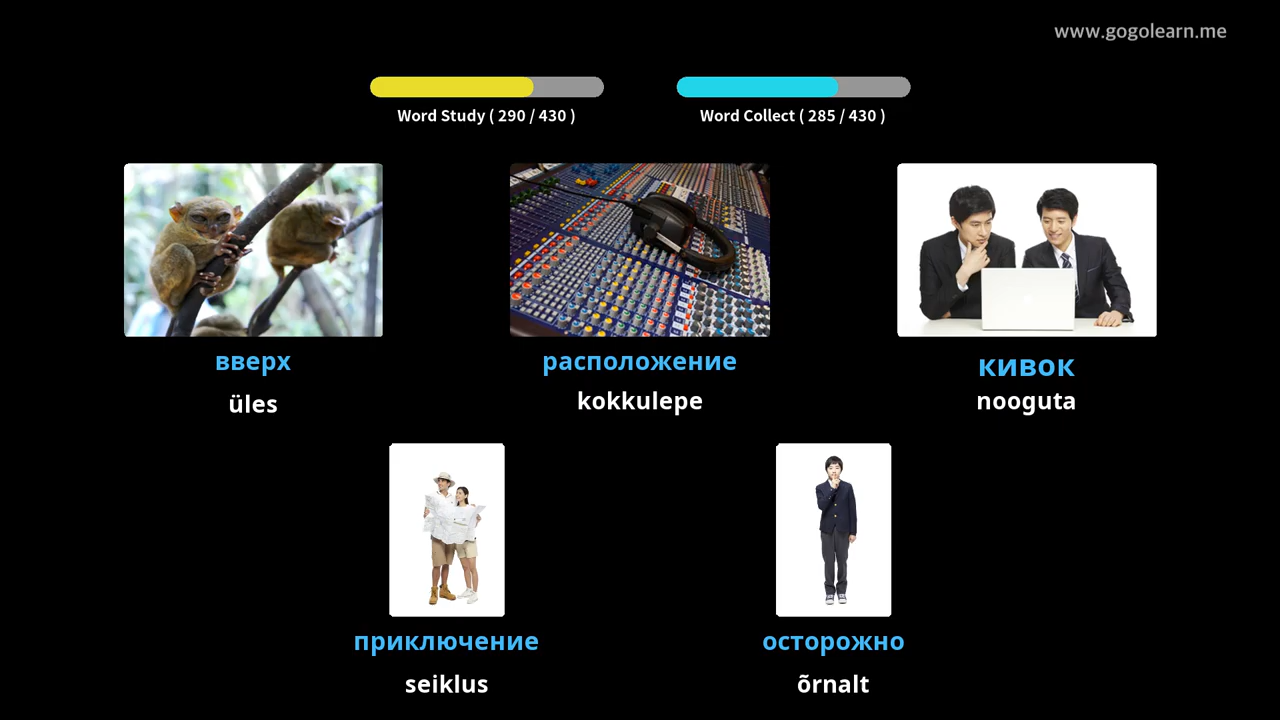 www.gogolearn.me
Word Study ( 290 / 430 )
Word Collect ( 285 / 430 )
вверх
üles
расположение
kokkulepe
кивок
nooguta
приключение
seiklus
осторожно
õrnalt